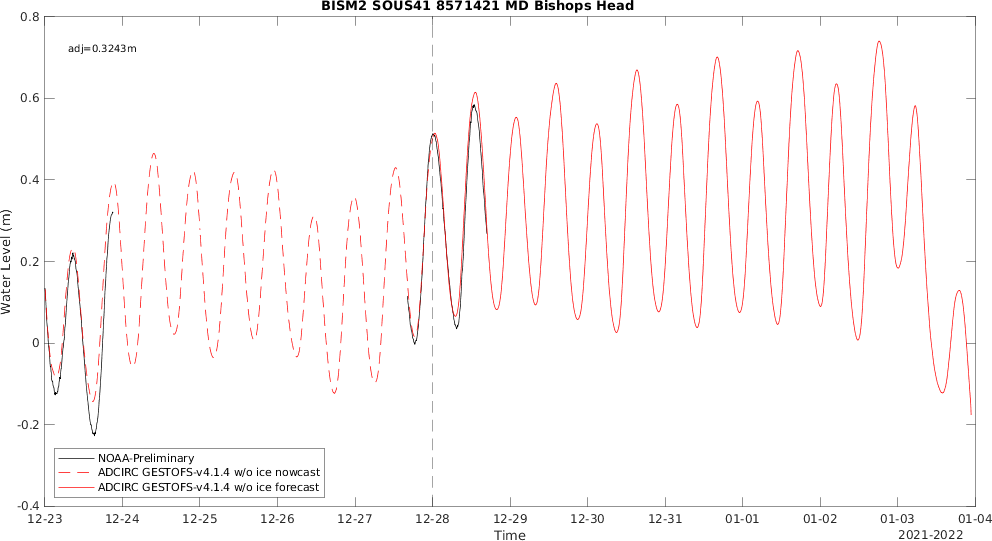 BISM2 SOUS41 8571421 MD Bishops Head
adj=0.3243m
0.8
0.6
0.4
0.2
0
-0.2
-0.4
Water Level (m)
NOAA-Preliminary
ADCIRC GESTOFS-v4.1.4 w/o ice nowcast
ADCIRC GESTOFS-v4.1.4 w/o ice forecast
12-23 12-24 12-25 12-26 12-27 12-28 12-29 12-30 12-31 01-01 01-02 01-03 01-04
Time
2021-2022